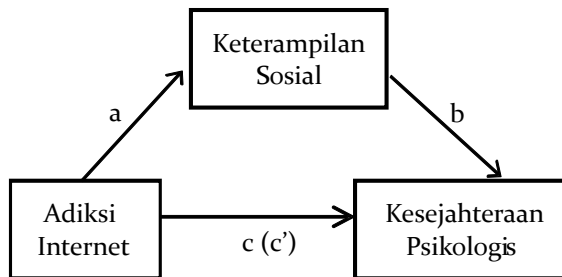 Keterampilan
Sosial
a
b
Adiksi
Internet
c (c’)
Kesejahteraan
Psikologis